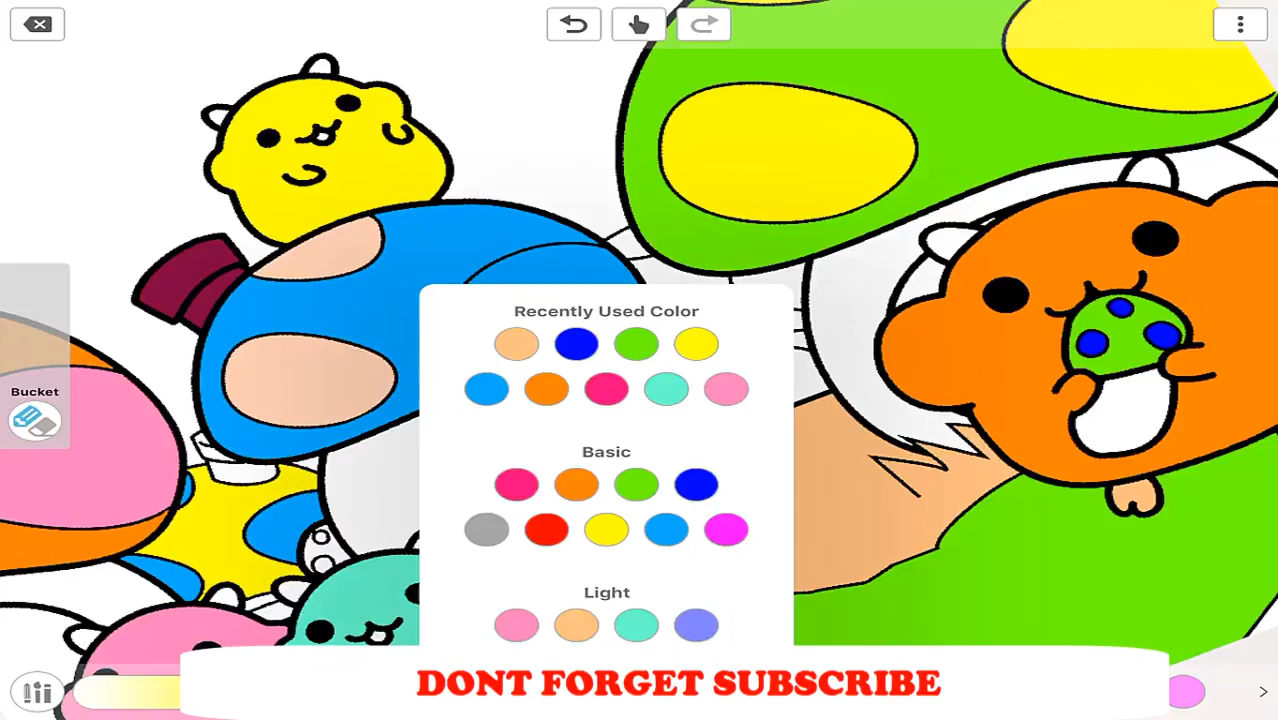 Recently Used Color
Bucket
Basic
Light
DONT FORGET SUBSCRIBE